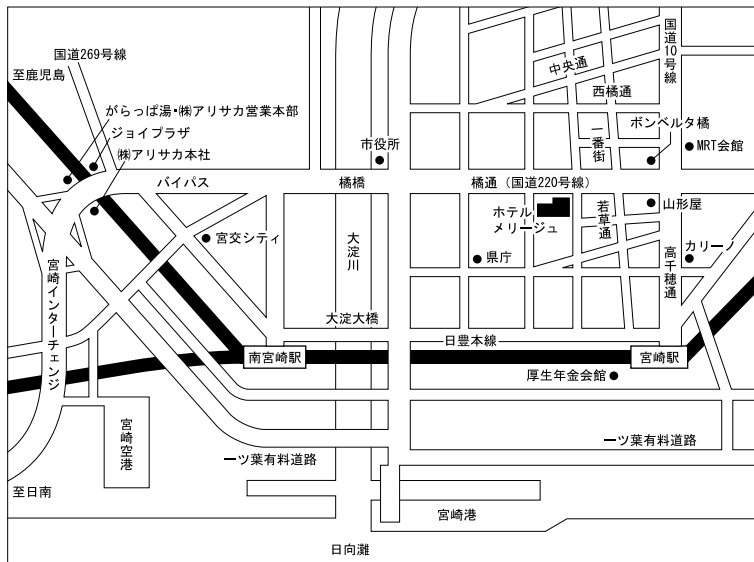 国道269号線
至鹿児島
がらっぱ湯・㈱アリサカ営業本部
ジョイプラザ
㈱アリサカ本社
バイパス
宮交シティ
宮崎インターチェンジ
南宮崎駅
宮崎空港
至日南
一ツ葉有料道路
市役所
橘橋
大淀川
大淀大橋
日豊本線
宮崎駅
厚生年金会館
一ツ葉有料道路
宮崎港
日向灘
国道10号線
中央通
西橘通
一番街
ボンベルタ橘
MRT会館
橘通（国道220号線）
ホテル
メリージュ
若草通
山形屋
県庁
高千穂通
カリーノ